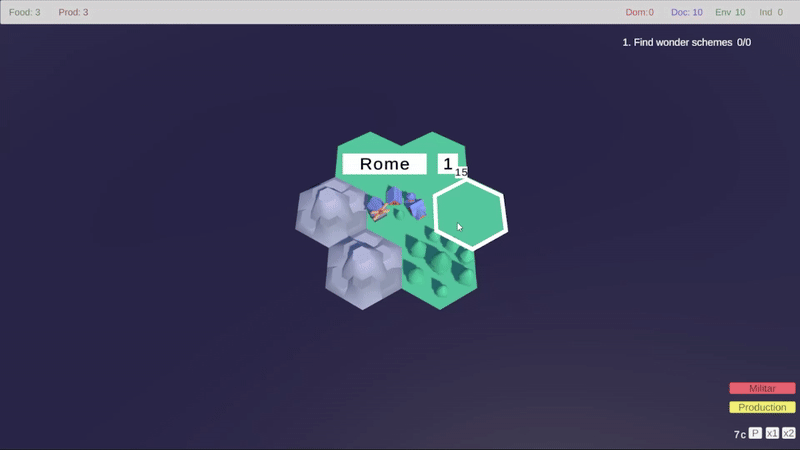 Food: 3 Prod: 3 Dom:0 Doc: 10 Env 10 Ind 0
1. Find wonder schemes 0/0
Rome 1
15
Militar
Production
7c P x1 x2